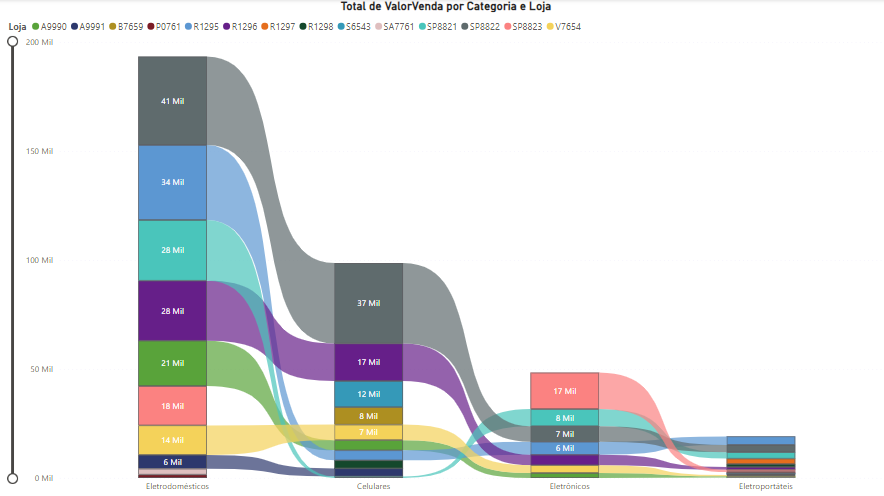 Total de ValorVenda por Categoria e Loja
Loja A9990 A9991 B7659 P0761 R1295 R1296 R1297 R1298 S6543 SA7761 SP8821 SP8822 SP8823 V7654
200 Mil
150 Mil
100 Mil
50 Mil
0 Mil
41 Mil
34 Mil
28 Mil
28 Mil
21 Mil
18 Mil
14 Mil
6 Mil
37 Mil
17 Mil
12 Mil
8 Mil
7 Mil
17 Mil
8 Mil
7 Mil
6 Mil
Eletrodomésticos Celulares Eletrônicos Eletroportáteis